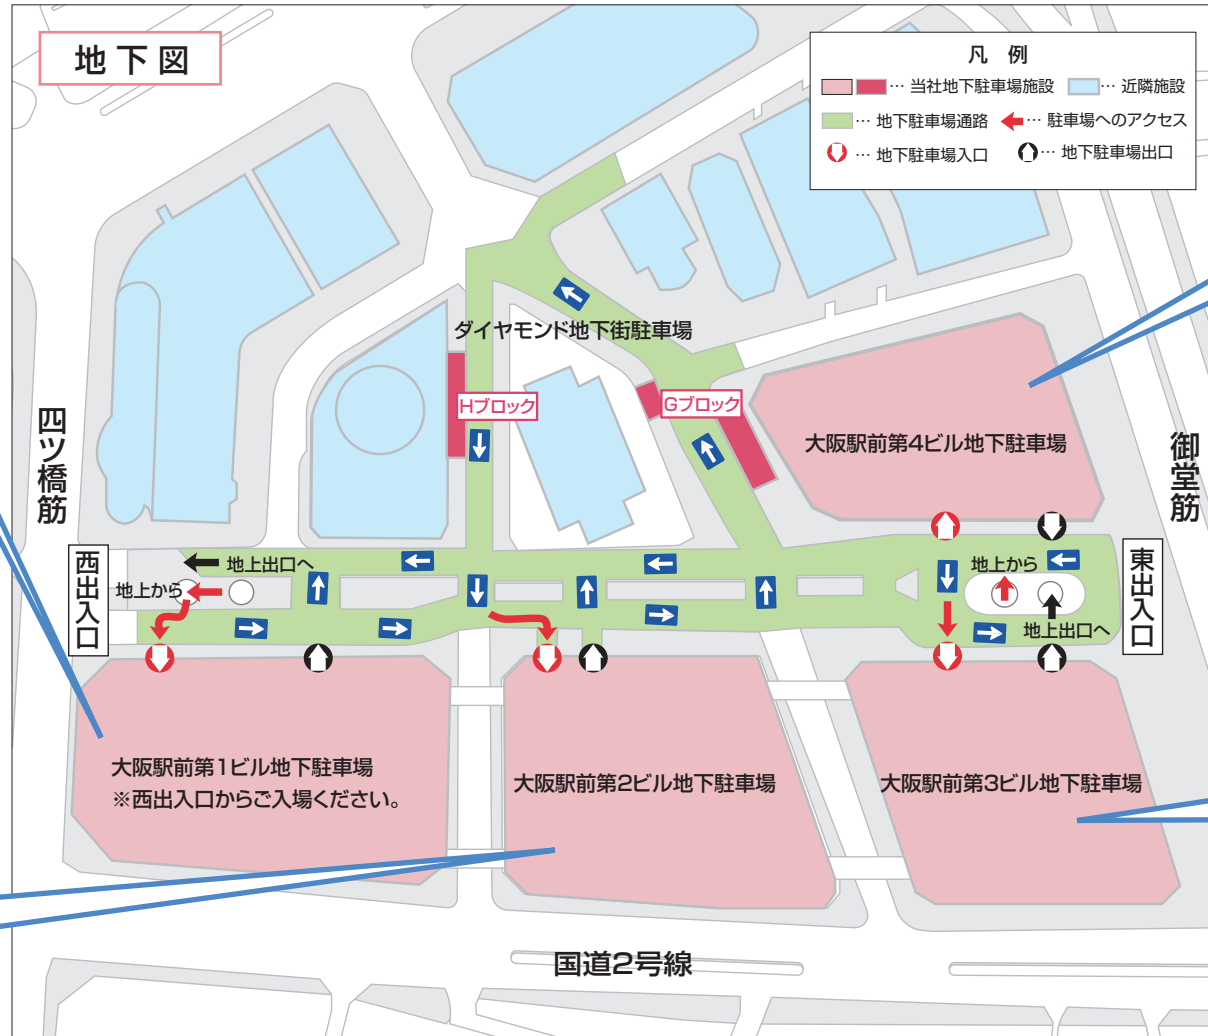 地下図
凡 例
… 当社地下駐車場施設
… 近隣施設
… 地下駐車場通路
… 駐車場へのアクセス
… 地下駐車場入口
… 地下駐車場出口
ダイヤモンド地下街駐車場
Hブロック
Gブロック
四ツ橋筋
御堂筋
大阪駅前第4ビル地下駐車場
西出入口
地上出口へ
地上から
地上から
地上出口へ
東出入口
大阪駅前第1ビル地下駐車場
※西出入口からご入場ください。
大阪駅前第2ビル地下駐車場
大阪駅前第3ビル地下駐車場
国道2号線